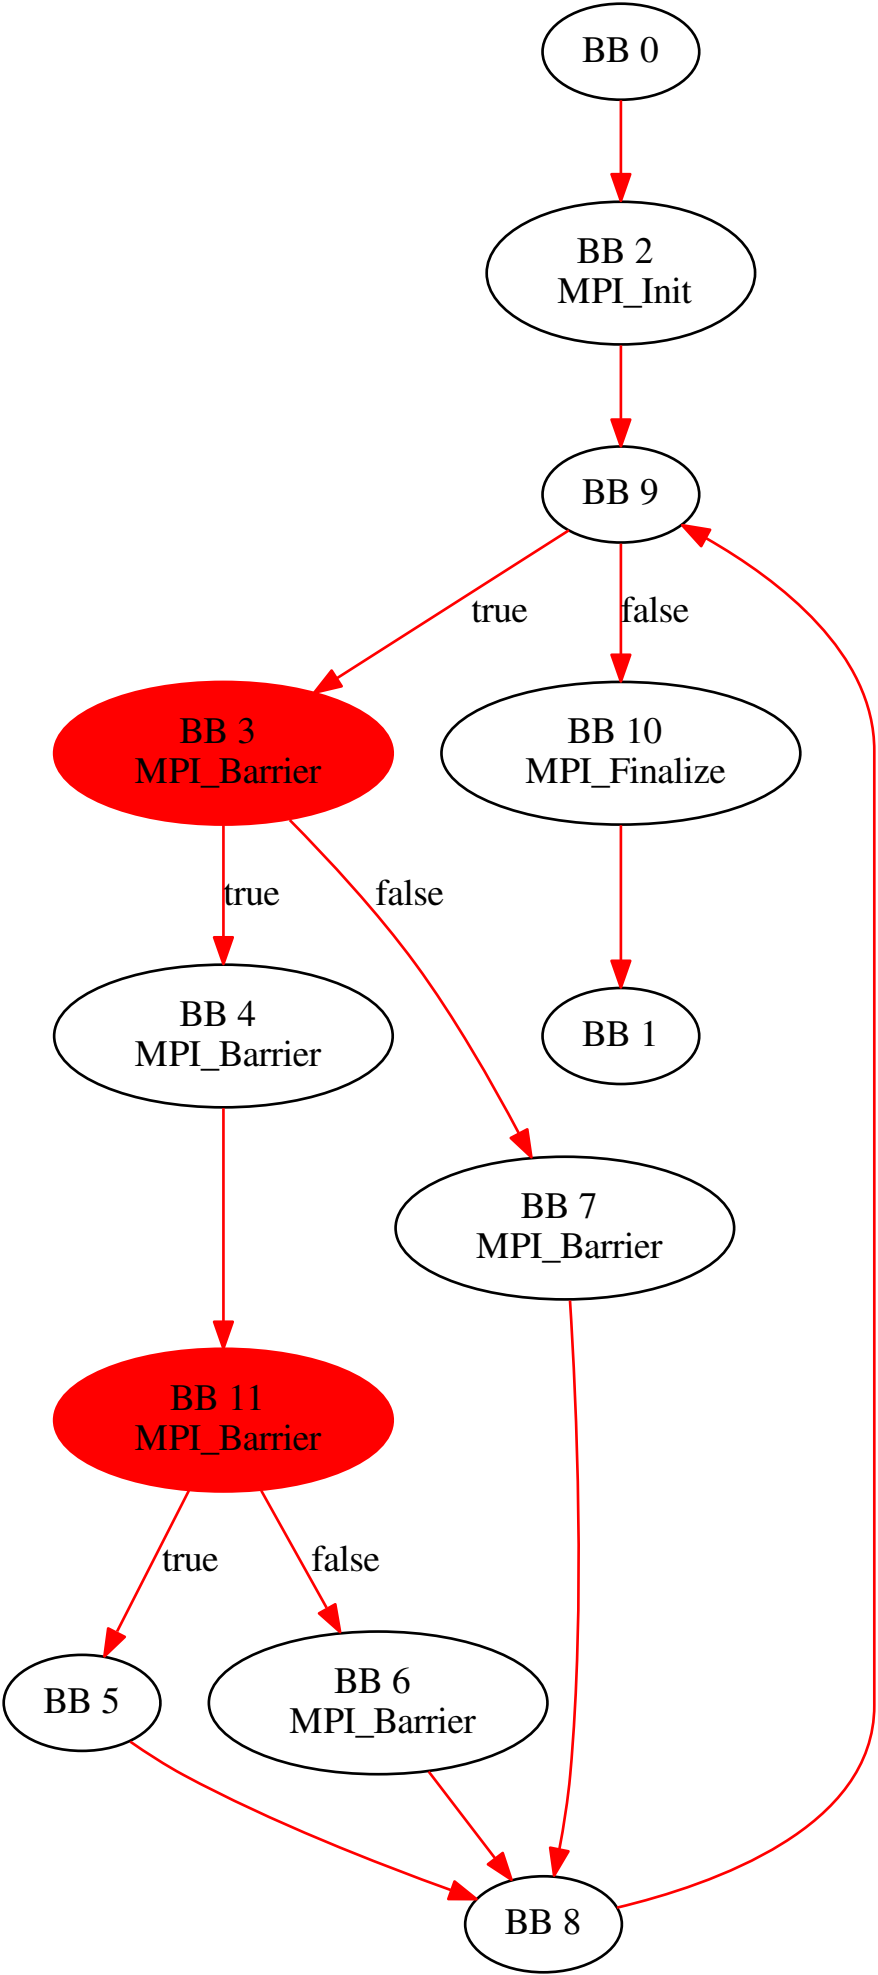 BB 0
BB 2
MPI_Init
BB 9
true
false
BB 3
MPI_Barrier
BB 10
MPI_Finalize
true
false
BB 4
MPI_Barrier
BB 1
BB 7
MPI_Barrier
BB 11
MPI_Barrier
true
false
BB 5
BB 6
MPI_Barrier
BB 8